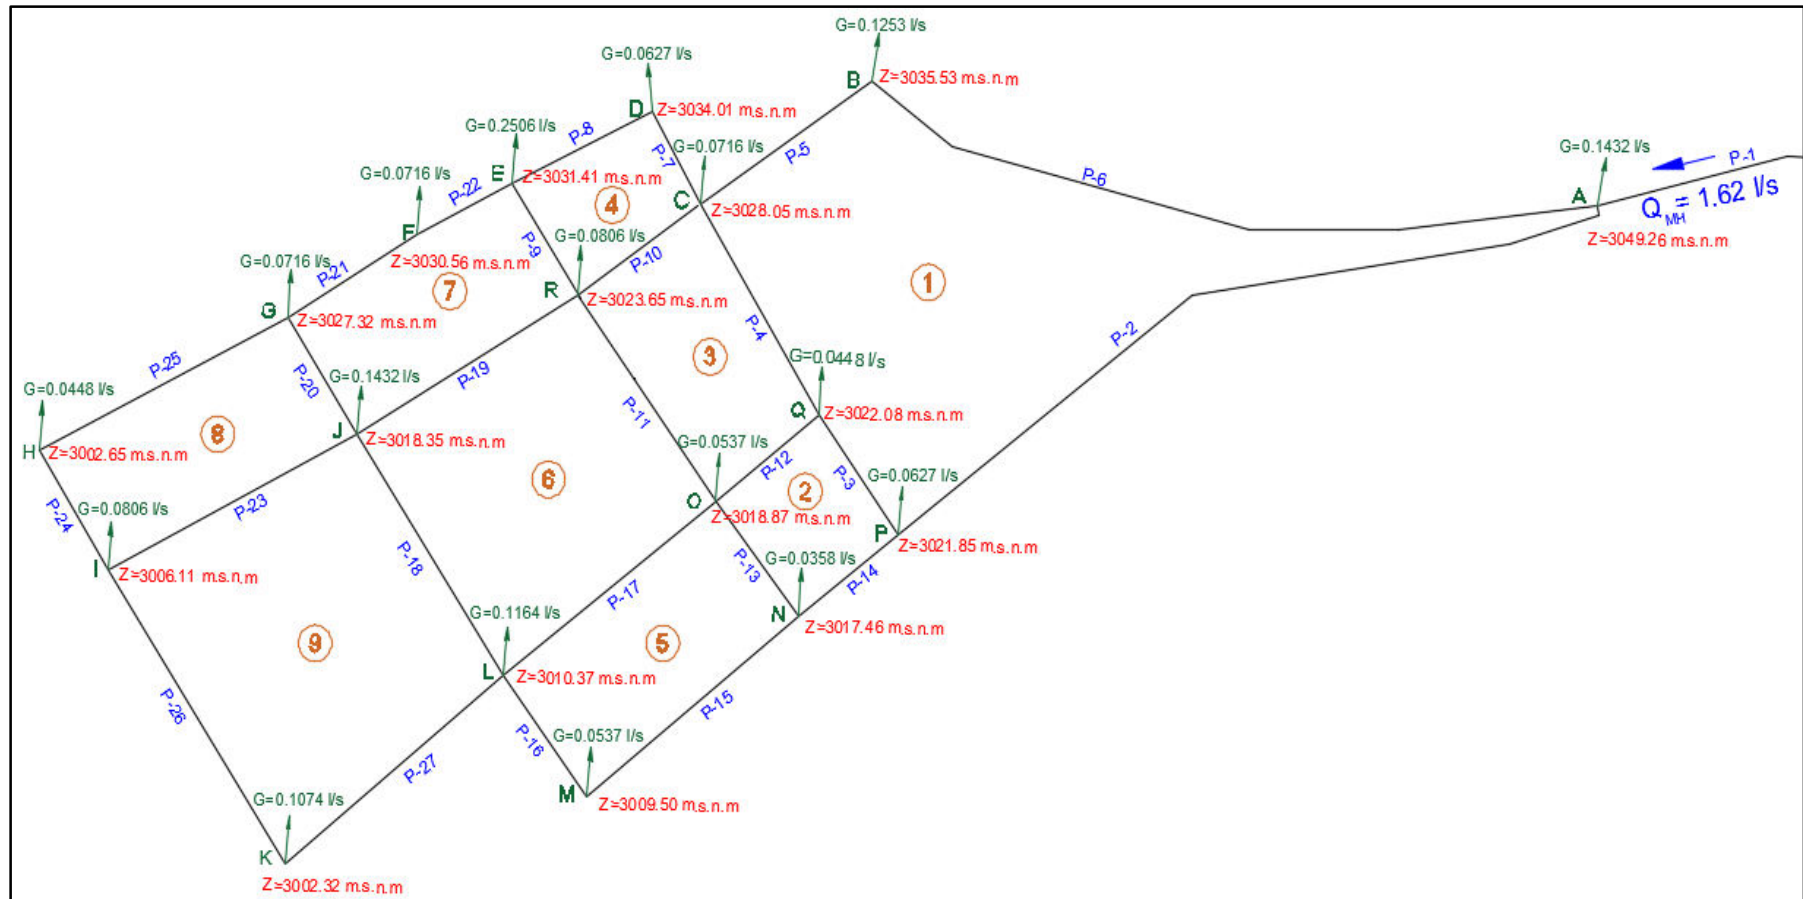 G=0.1253 l/s
B
Z=3035.53 m.s.n.m
G=0.0627 l/s
D
Z=3034.01 m.s.n.m
P-8
P-7
P-5
G=0.2506 l/s
E
Z=3031.41 m.s.n.m
G=0.0716 l/s
C
Z=3028.05 m.s.n.m
4
P-6
G=0.1432 l/s
A
P-1
Q MH = 1.62 l/s
Z=3049.26 m.s.n.m
G=0.0716 l/s
P-22
F
Z=3030.56 m.s.n.m
P-9
G=0.0806 l/s
P-10
R
Z=3023.65 m.s.n.m
1
G=0.0716 l/s
P-21
G
Z=3027.32 m.s.n.m
7
P-4
P-2
3
P-25
P-20
G=0.1432 l/s
P-19
G=0.0448 l/s
G=0.0448 l/s
H
Z=3002.65 m.s.n.m
8
J
Z=3018.35 m.s.n.m
P-11
Q
Z=3022.08 m.s.n.m
G=0.0537 l/s
P-12
6
2
P-3
G=0.0627 l/s
P-24
G=0.0806 l/s
P-23
O
Z=3018.87 m.s.n.m
P
Z=3021.85 m.s.n.m
I
Z=3006.11 m.s.n.m
P-18
P-13
G=0.0358 l/s
P-14
P-17
N
Z=3017.46 m.s.n.m
G=0.1164 l/s
9
5
L
Z=3010.37 m.s.n.m
P-26
P-15
P-16
G=0.0537 l/s
P-27
M
Z=3009.50 m.s.n.m
G=0.1074 l/s
K
Z=3002.32 m.s.n.m